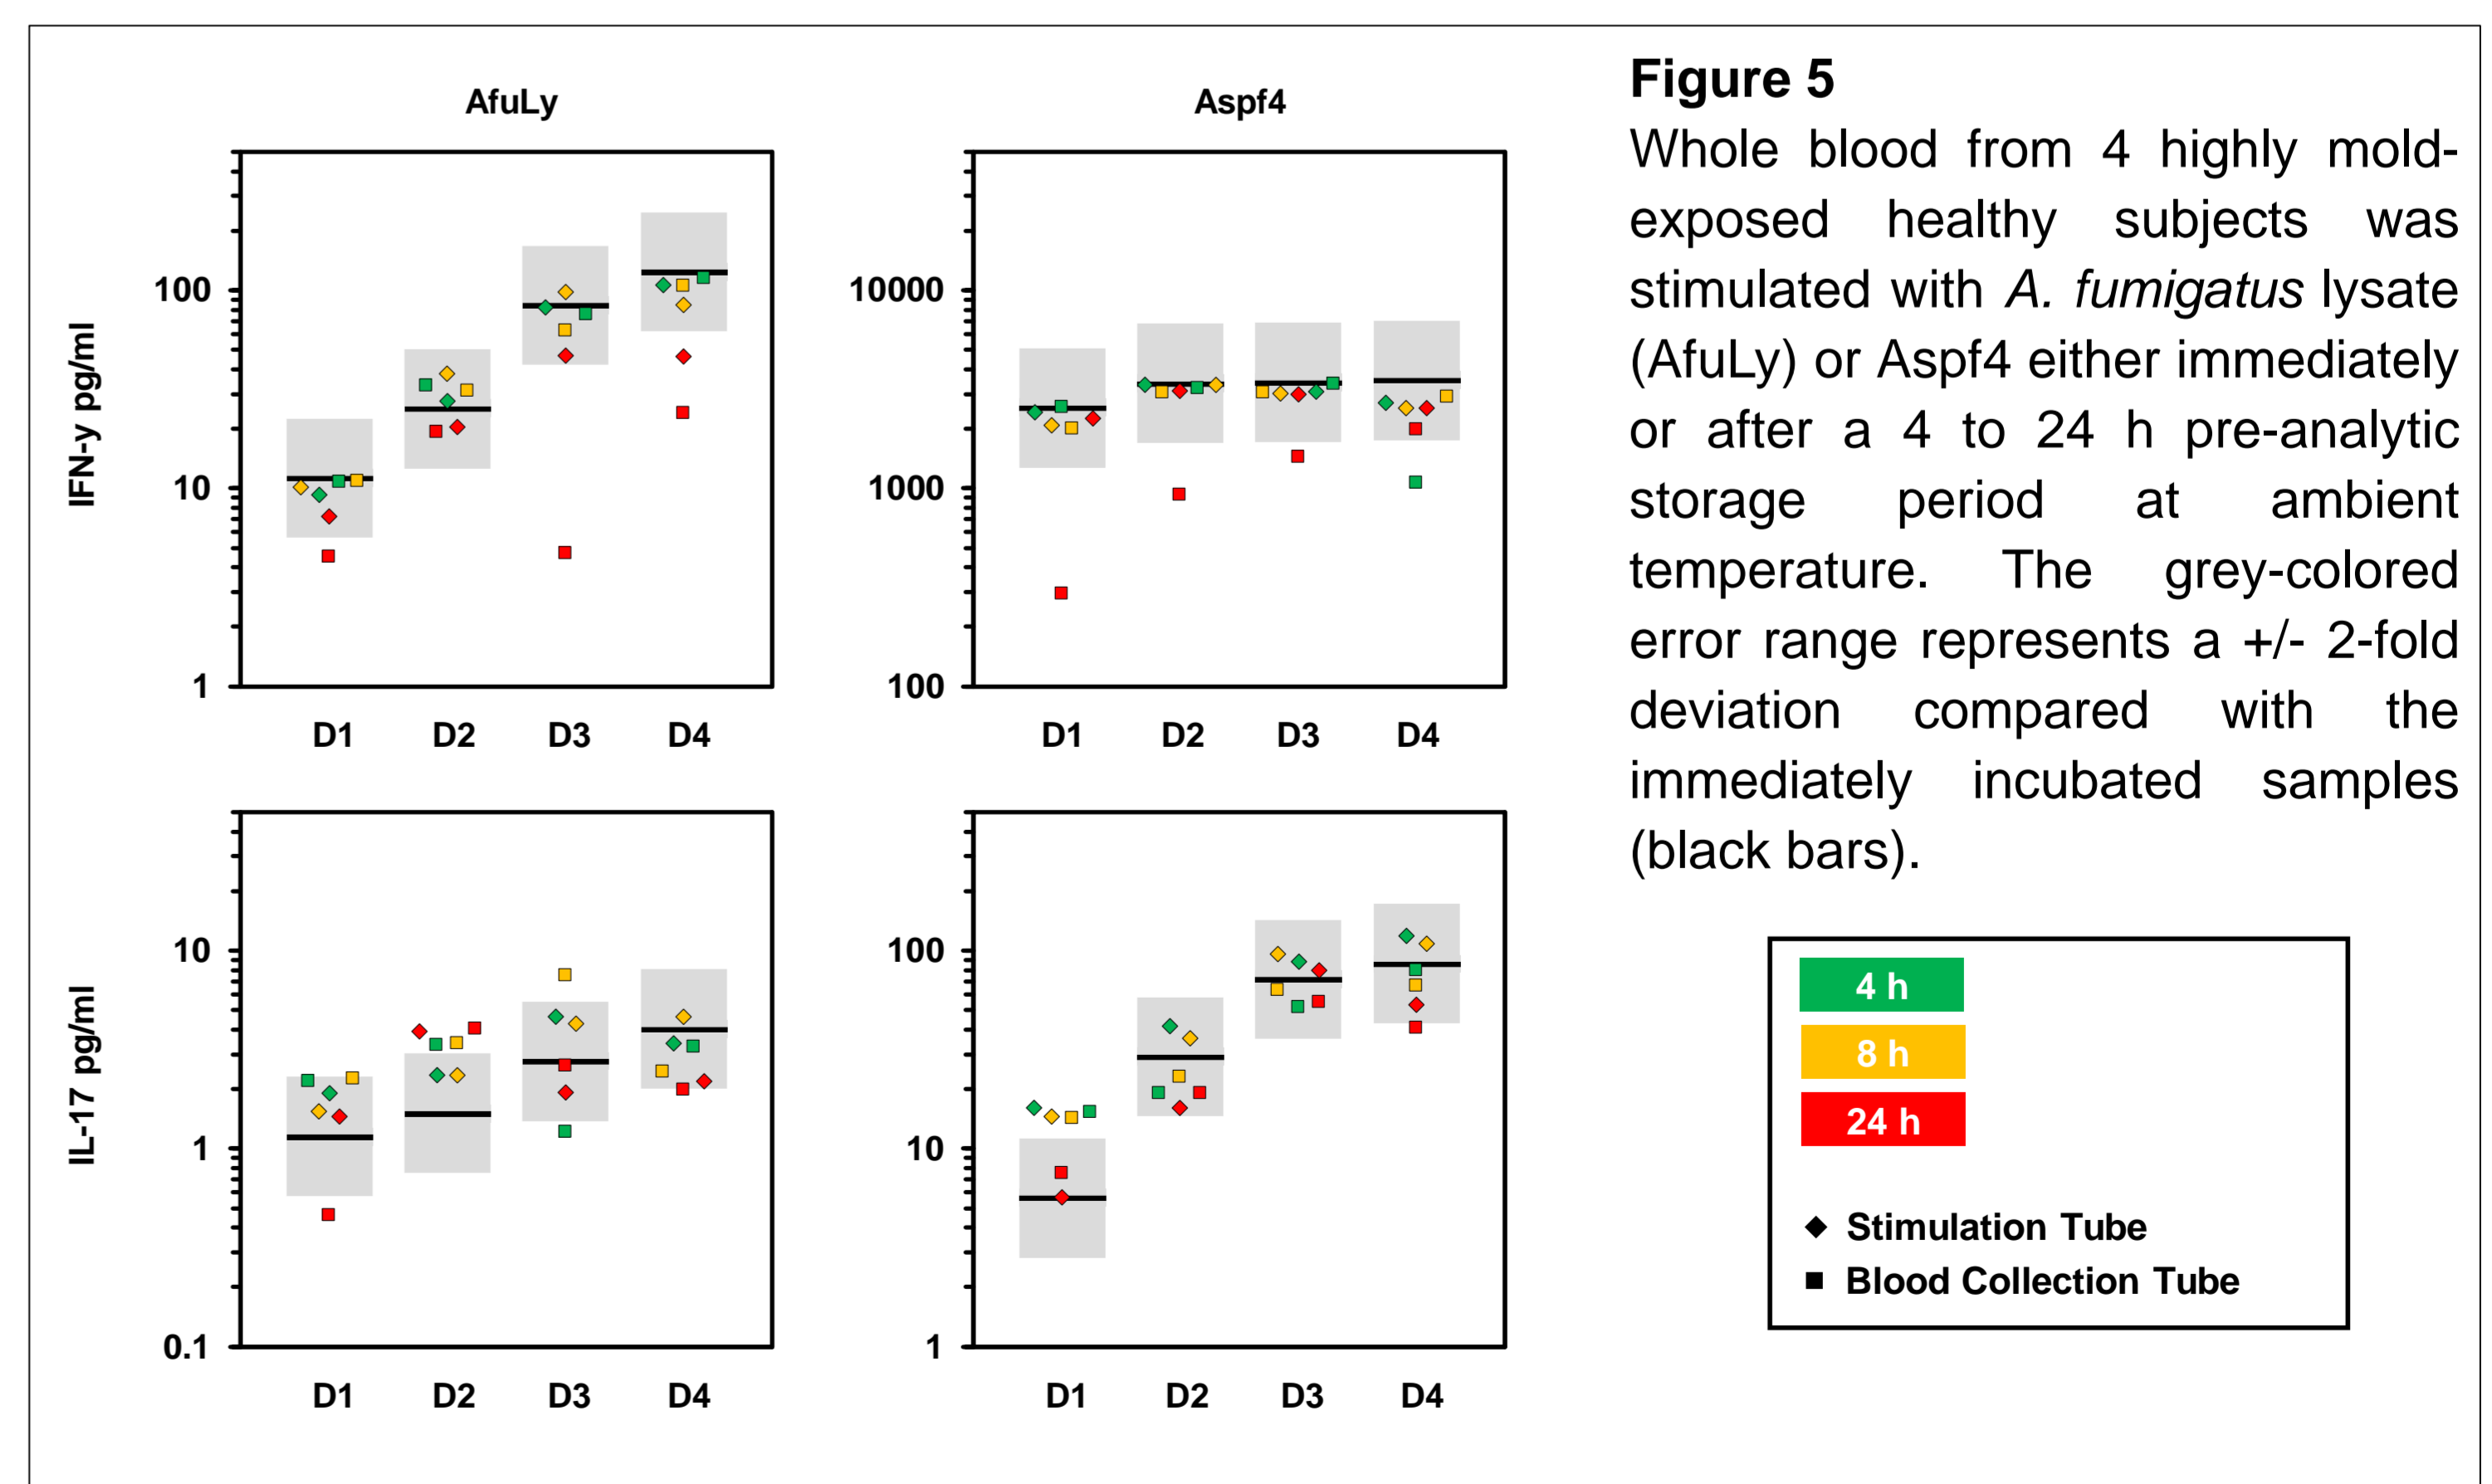 AfuLy
Aspf4
IFN-y pg/ml
100
10
1
D1 D2 D3 D4
10000
1000
100
D1 D2 D3 D4
IL-17 pg/ml
10
1
0.1
D1 D2 D3 D4
100
10
1
D1 D2 D3 D4
Figure 5
Whole blood from 4 highly mold-
exposed healthy subjects was
stimulated with A. fumigatus lysate
(AfuLy) or Aspf4 either immediately
or after a 4 to 24 h pre-analytic
storage period at ambient
temperature. The grey-colored
error range represents a +/- 2-fold
deviation compared with the
immediately incubated samples
(black bars).
4 h
8 h
24 h
Stimulation Tube
Blood Collection Tube